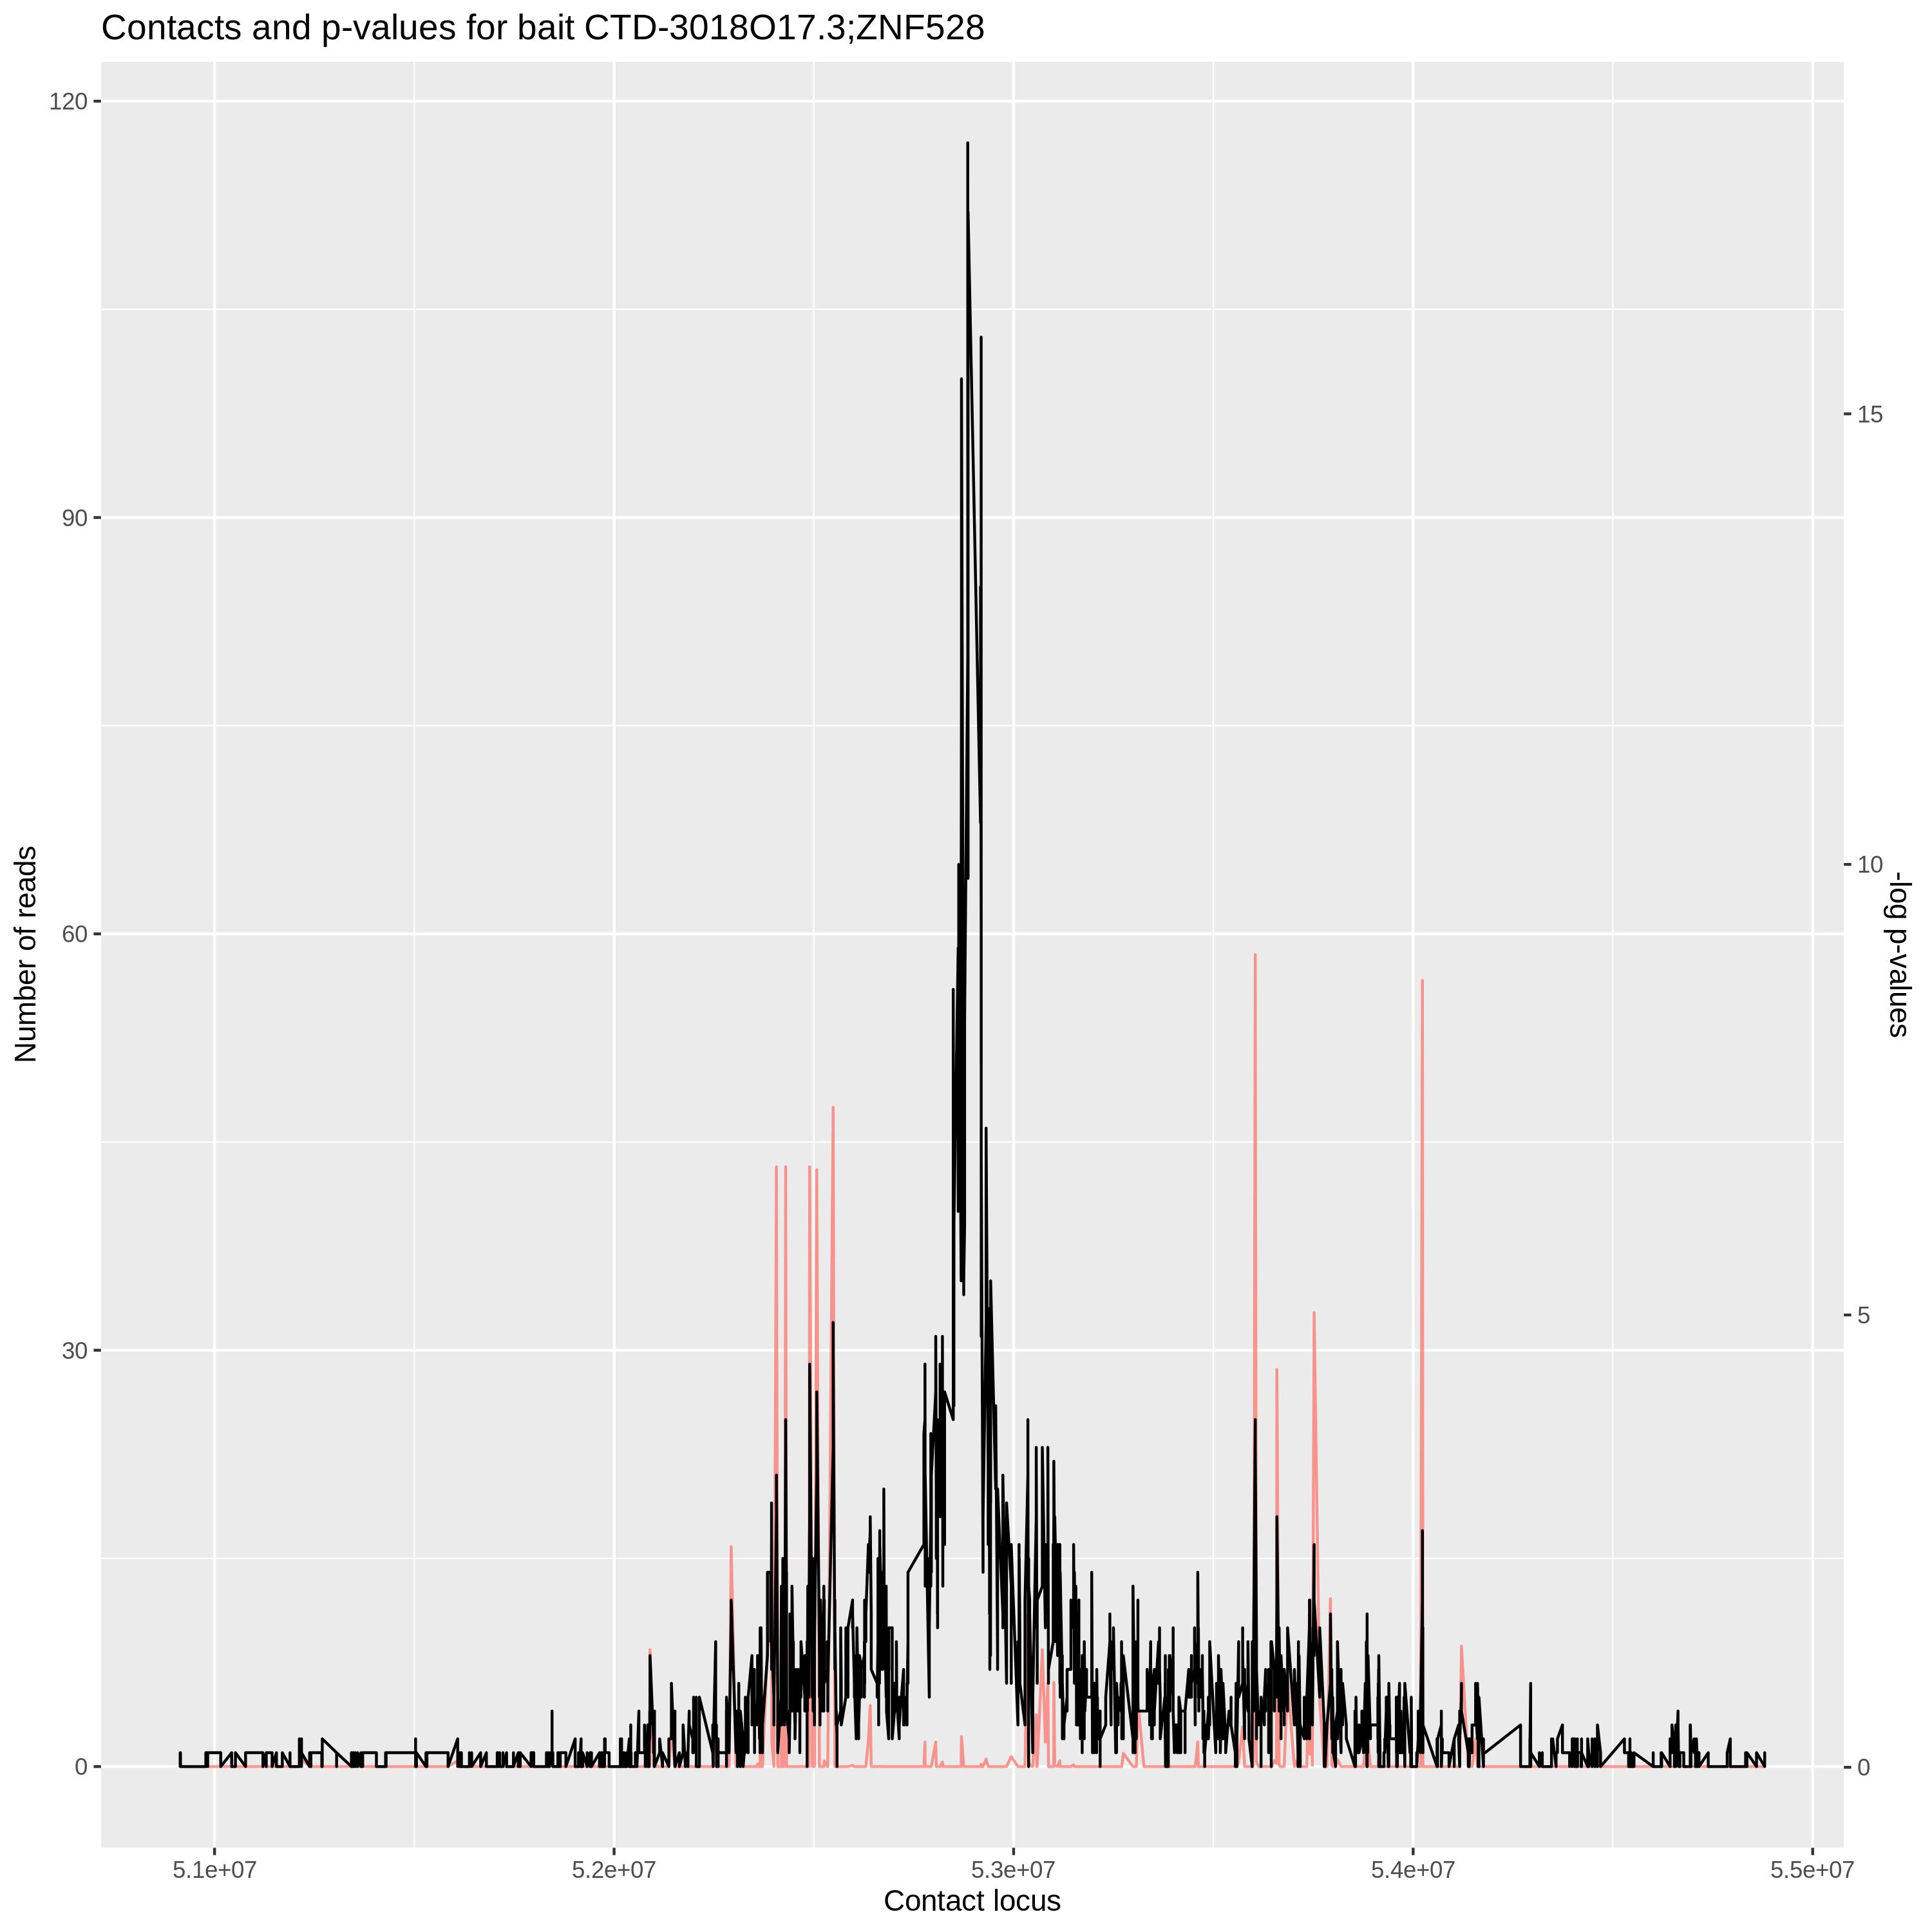 Contacts and p-values for bait CTD-3018O17.3;ZNF528
120
90
60
30
0
Number of reads
15
10
5
0
-log p-values
5.1e+07
5.2e+07
5.3e+07
5.4e+07
5.5e+07
Contact locus